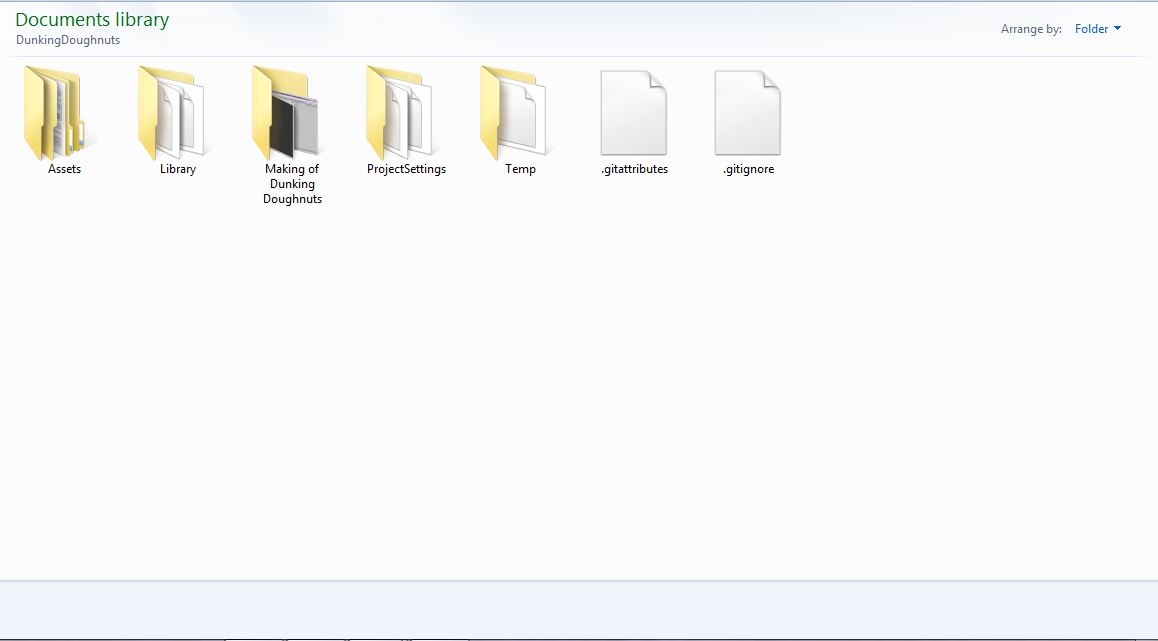 Documents library
DunkingDoughnuts
Arrange by: Folder
Assets
Library
Making of
Dunking
Doughnuts
ProjectSettings
Temp
.gitattributes
.gitignore